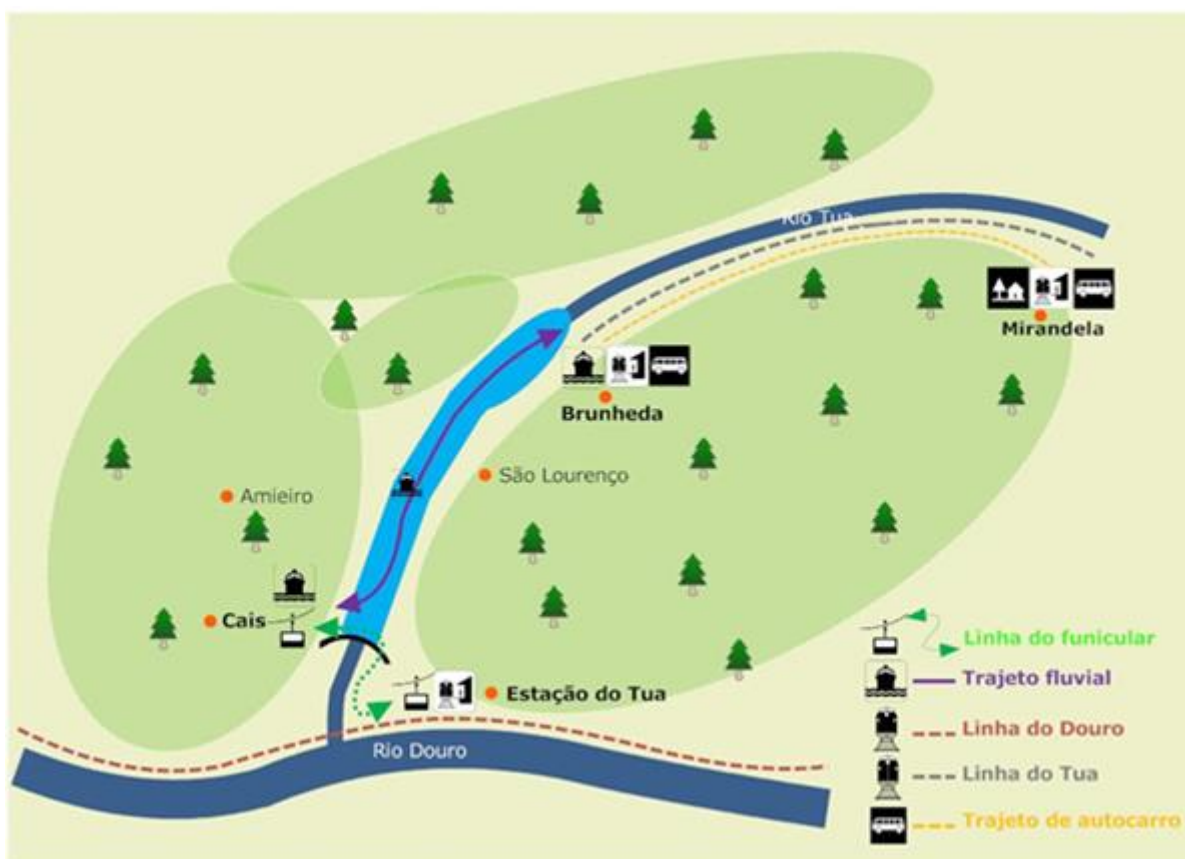 Rio Tua
Mirandela
Brunheda
São Lourenço
Amieiro
Cais
Estação do Tua
Rio Douro
Linha do funicular
Trajeto fluvial
Linha do Douro
Linha do Tua
Trajeto de autocarro